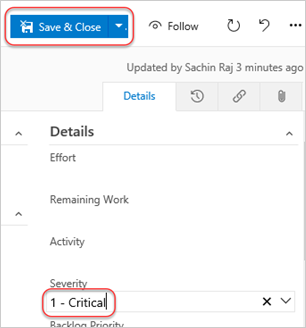 Save & Close
Follow
Updated by Sachin Raj 3 minutes ago
Details
Details
Effort
Remaining Work
Activity
Severity
1 - Critical
Backlog Priority